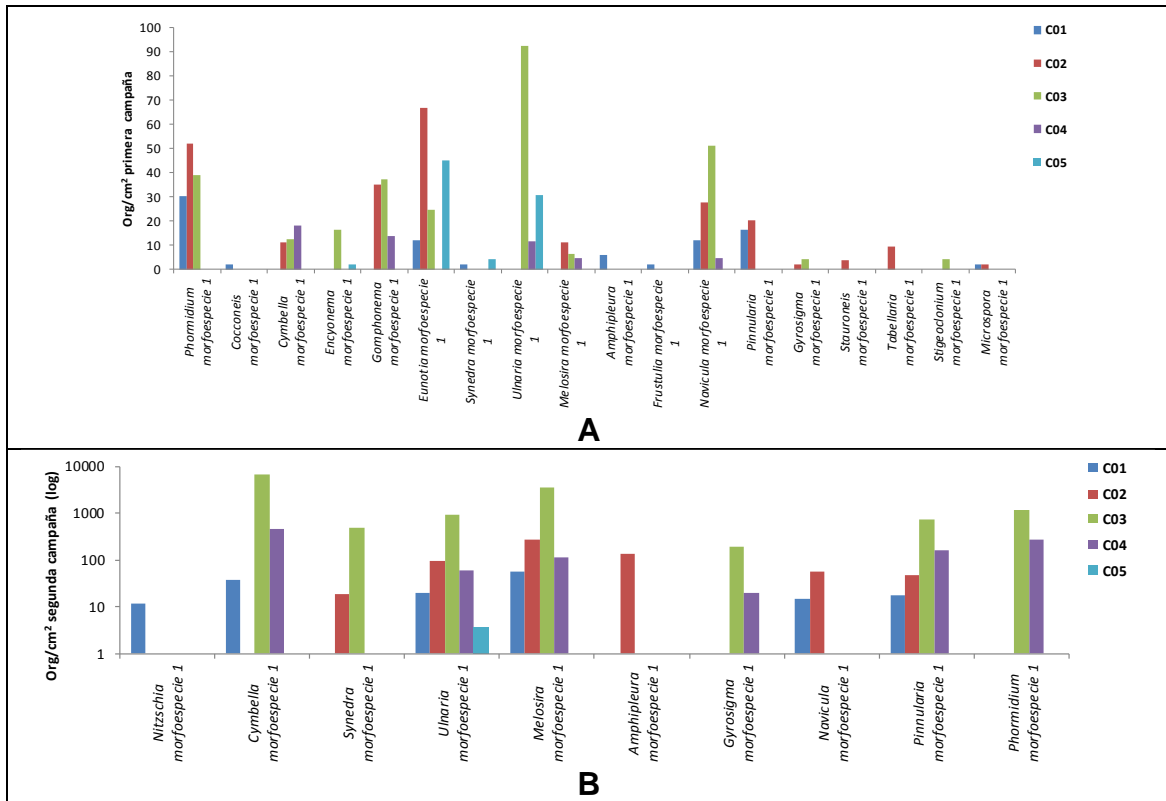 Org/cm² primera campaña
100
90
80
70
60
50
40
30
20
10
0
Phormidium
morfoespecie 1
Cocconeis
morfoespecie 1
Cymbella
morfoespecie 1
Encyonema
morfoespecie 1
Gomphonema
morfoespecie 1
Eunotia morfoespecie
1
Synedra morfoespecie
1
Ulnaria morfoespecie
1
Melosira morfoespecie
1
Amphipleura
morfoespecie 1
Frustulia morfoespecie
1
Navicula morfoespecie
1
Pinnularia
morfoespecie 1
Gyrosigma
morfoespecie 1
Stauroneis
morfoespecie 1
Tabellaria
morfoespecie 1
Stigeoclonium
morfoespecie 1
Microspora
morfoespecie 1
C01
C02
C03
C04
C05
A
Org/cm² segunda campaña (log)
10000
1000
100
10
1
Nitzschia
morfoespecie 1
Cymbella
morfoespecie 1
Synedra
morfoespecie 1
Ulnaria
morfoespecie 1
Melosira
morfoespecie 1
Amphipleura
morfoespecie 1
Gyrosigma
morfoespecie 1
Navicula
morfoespecie 1
Pinnularia
morfoespecie 1
Phormidium
morfoespecie 1
C01
C02
C03
C04
C05
B